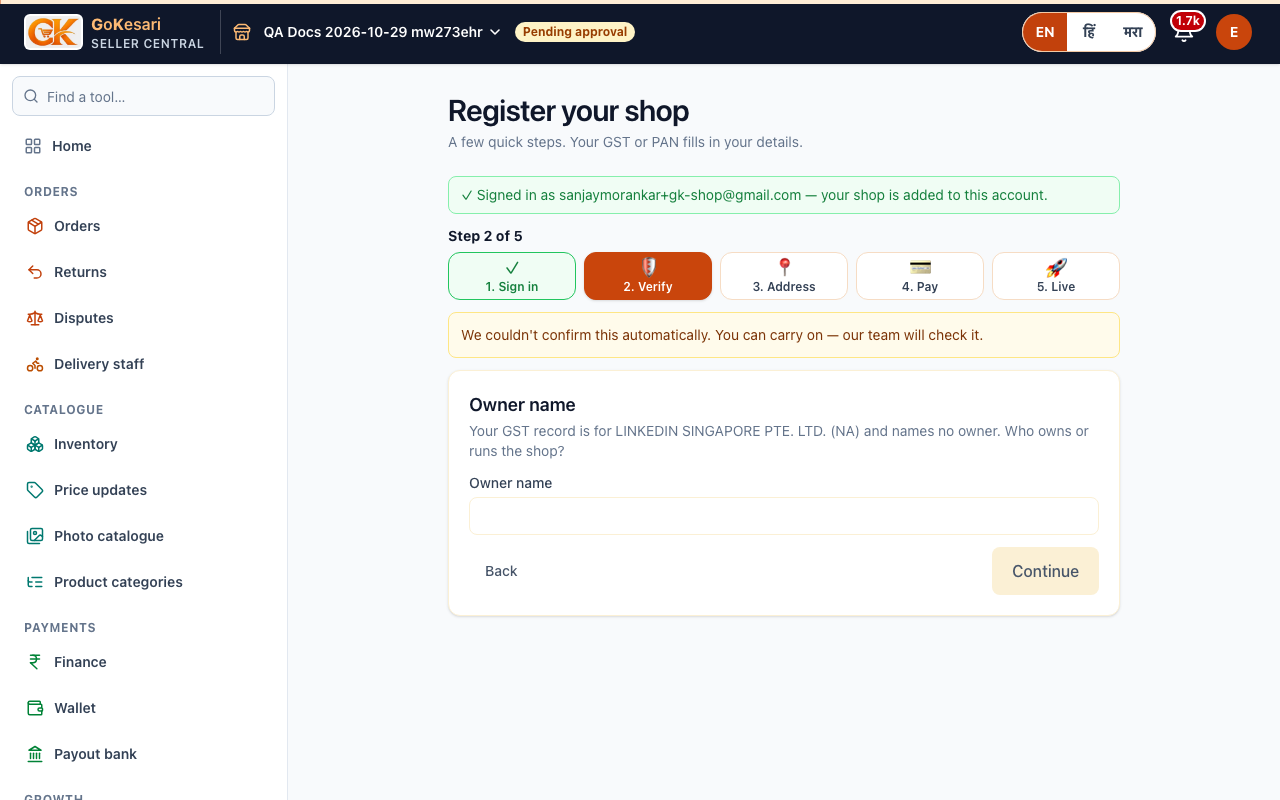 GK
GoKesari
SELLER CENTRAL
QA Docs 2026-10-29 mw273ehr
Pending approval
EN
हिं
मरा
1.7k
E
Find a tool...
Home
ORDERS
Orders
Returns
Disputes
Delivery staff
CATALOGUE
Inventory
Price updates
Photo catalogue
Product categories
PAYMENTS
Finance
Wallet
Payout bank
GROWTH
Register your shop
A few quick steps. Your GST or PAN fills in your details.
✓ Signed in as sanjaymorankar+gk-shop@gmail.com — your shop is added to this account.
Step 2 of 5
1. Sign in
2. Verify
3. Address
4. Pay
5. Live
We couldn't confirm this automatically. You can carry on — our team will check it.
Owner name
Your GST record is for LINKEDIN SINGAPORE PTE. LTD. (NA) and names no owner. Who owns or
runs the shop?
Owner name
Back
Continue